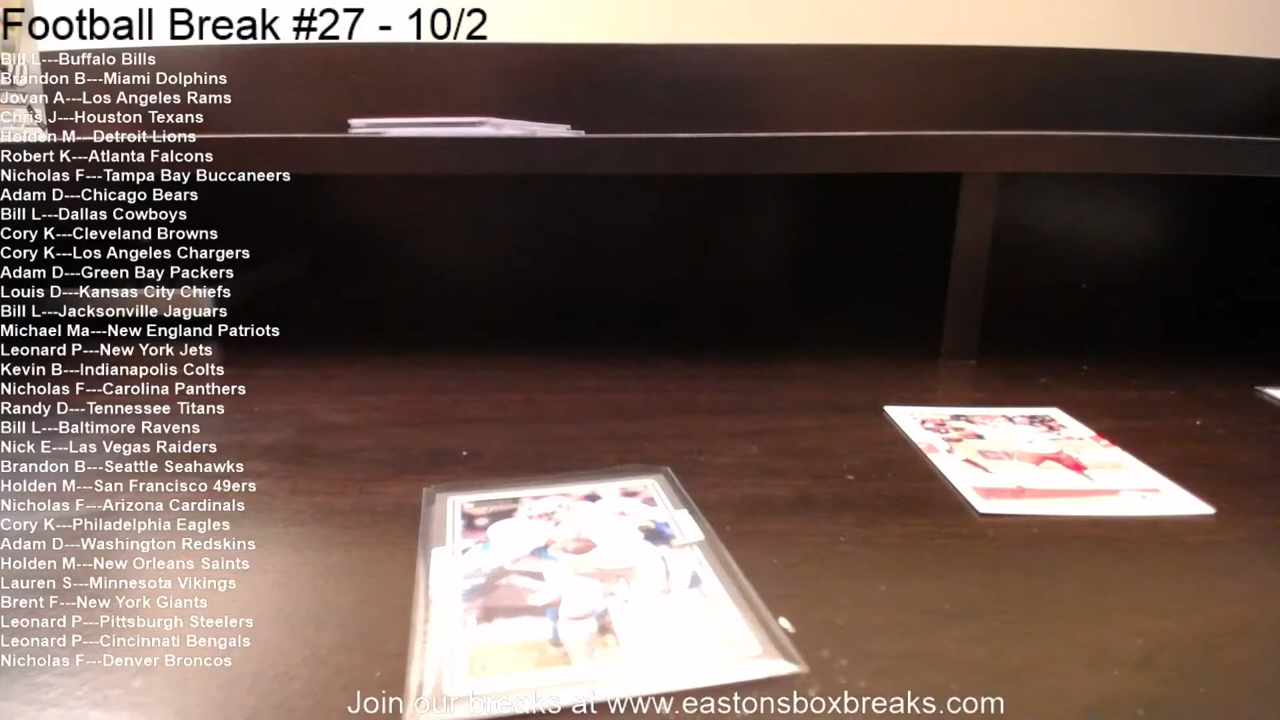 Football Break #27 - 10/2
Bill L---Buffalo Bills
Brandon B---Miami Dolphins
Jovan A---Los Angeles Rams
Chris J---Houston Texans
Holden M---Detroit Lions
Robert K---Atlanta Falcons
Nicholas F---Tampa Bay Buccaneers
Adam D---Chicago Bears
Bill L---Dallas Cowboys
Cory K---Cleveland Browns
Cory K---Los Angeles Chargers
Adam D---Green Bay Packers
Louis D---Kansas City Chiefs
Bill L---Jacksonville Jaguars
Michael Ma---New England Patriots
Leonard P---New York Jets
Kevin B---Indianapolis Colts
Nicholas F---Carolina Panthers
Randy D---Tennessee Titans
Bill L---Baltimore Ravens
Nick E---Las Vegas Raiders
Brandon B---Seattle Seahawks
Holden M---San Francisco 49ers
Nicholas F---Arizona Cardinals
Cory K---Philadelphia Eagles
Adam D---Washington Redskins
Holden M---New Orleans Saints
Lauren S---Minnesota Vikings
Brent F---New York Giants
Leonard P---Pittsburgh Steelers
Leonard P---Cincinnati Bengals
Nicholas F---Denver Broncos
Join our breaks at www.eastonsboxbreaks.com